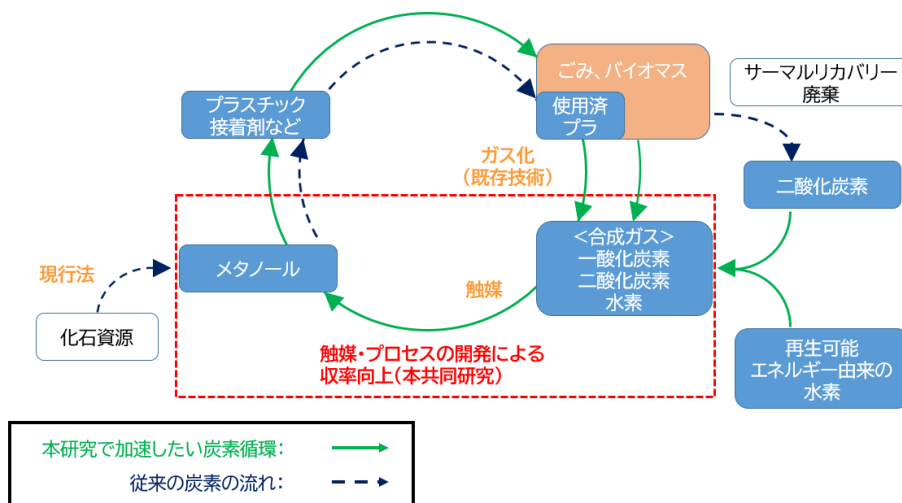 ごみ、バイオマス
使用済
プラ
サーマルリカバリー
廃棄
プラスチック
接着剤など
ガス化
(既存技術)
二酸化炭素
<合成ガス>
一酸化炭素
二酸化炭素
水素
メタノール
現行法
触媒
化石資源
触媒・プロセスの開発による
収率向上(本共同研究)
再生可能
エネルギー由来の
水素
本研究で加速したい炭素循環:
従来の炭素の流れ: